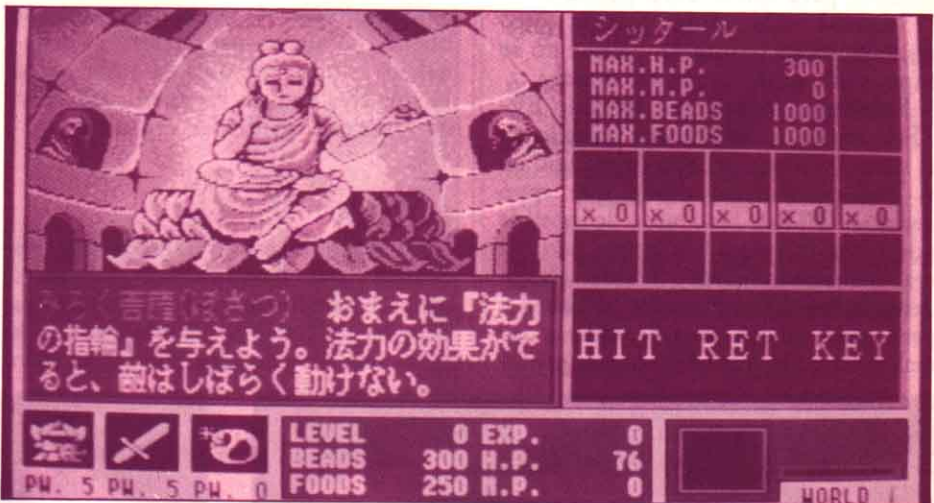 シッタール
MAX.H.P. 300
MAX.M.P. 0
MAX.BEADS 1000
MAX.FOODS 1000
× 0 × 0 × 0 × 0 × 0
みろく菩薩(ぼさつ) おまえに『法力
の指輪』を与えよう。法力の効果がで
ると、敵はしばらく動けない。
HIT RET KEY
PW. 5 PW. 5 PW. 0
LEVEL 0 EXP. 0
BEADS 300 H.P. 76
FOODS 250 M.P. 0
WORLD